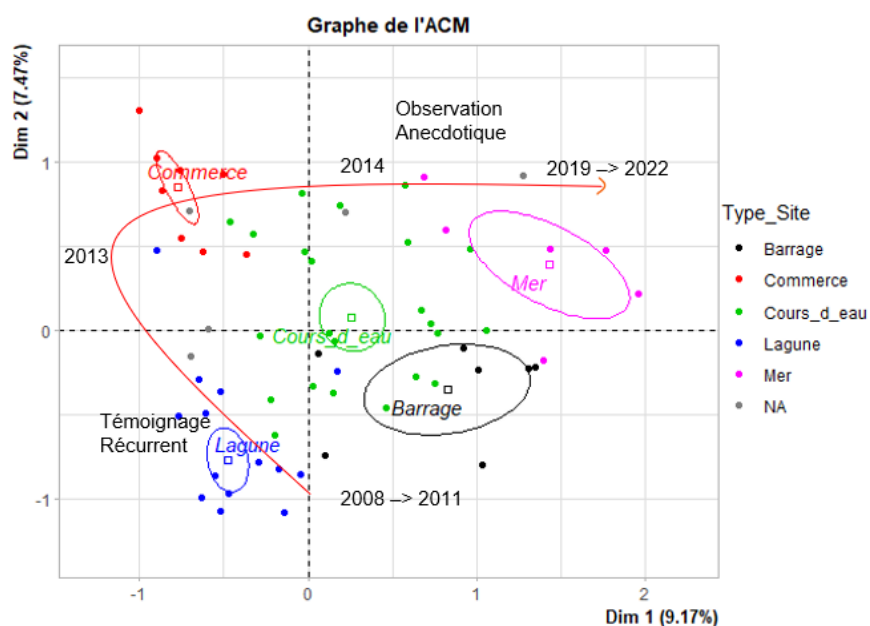 Graphe de l'ACM
Dim 2 (7.47%)
Observation
Anecdotique
2014
2019 –> 2022
Commerce
1
2013
Mer
0
Cours_d_eau
Barrage
Témoignage
Récurrent
Lagune
2008 –> 2011
-1
-1
0
1
2
Dim 1 (9.17%)
Type_Site
Barrage
Commerce
Cours_d_eau
Lagune
Mer
NA